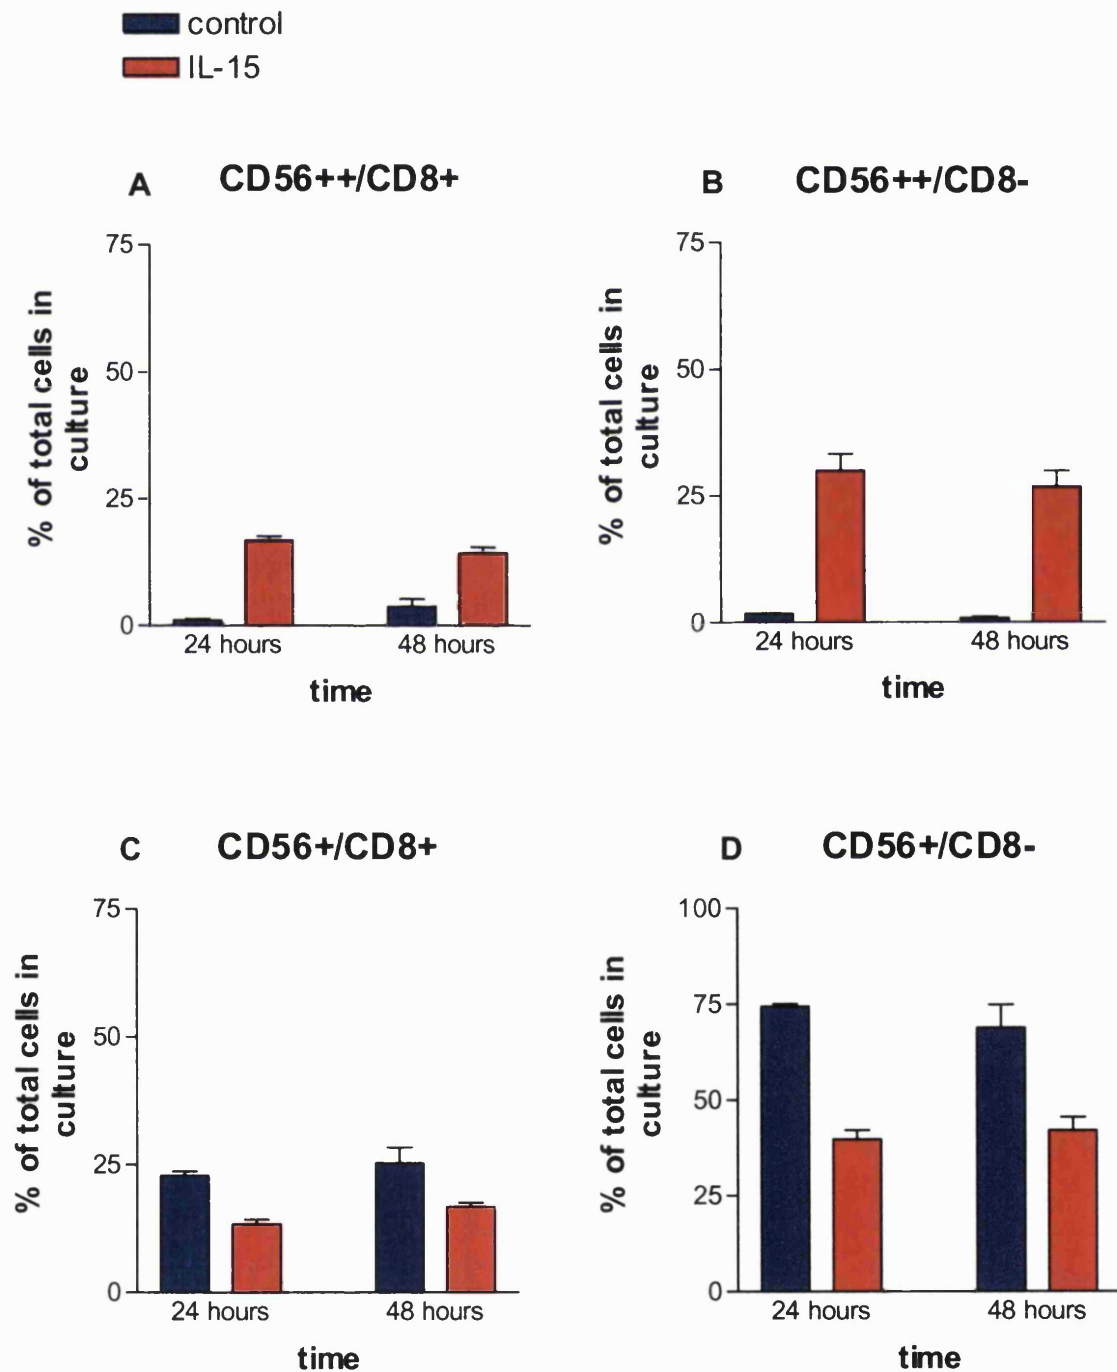 control
IL-15
A CD56++/CD8+
75
50
25
0
% of total cells in
culture
24 hours 48 hours
time
B CD56++/CD8-
75
50
25
0
% of total cells in
culture
24 hours 48 hours
time
C CD56+/CD8+
75
50
25
0
% of total cells in
culture
24 hours 48 hours
time
D CD56+/CD8-
100
75
50
25
0
% of total cells in
culture
24 hours 48 hours
time